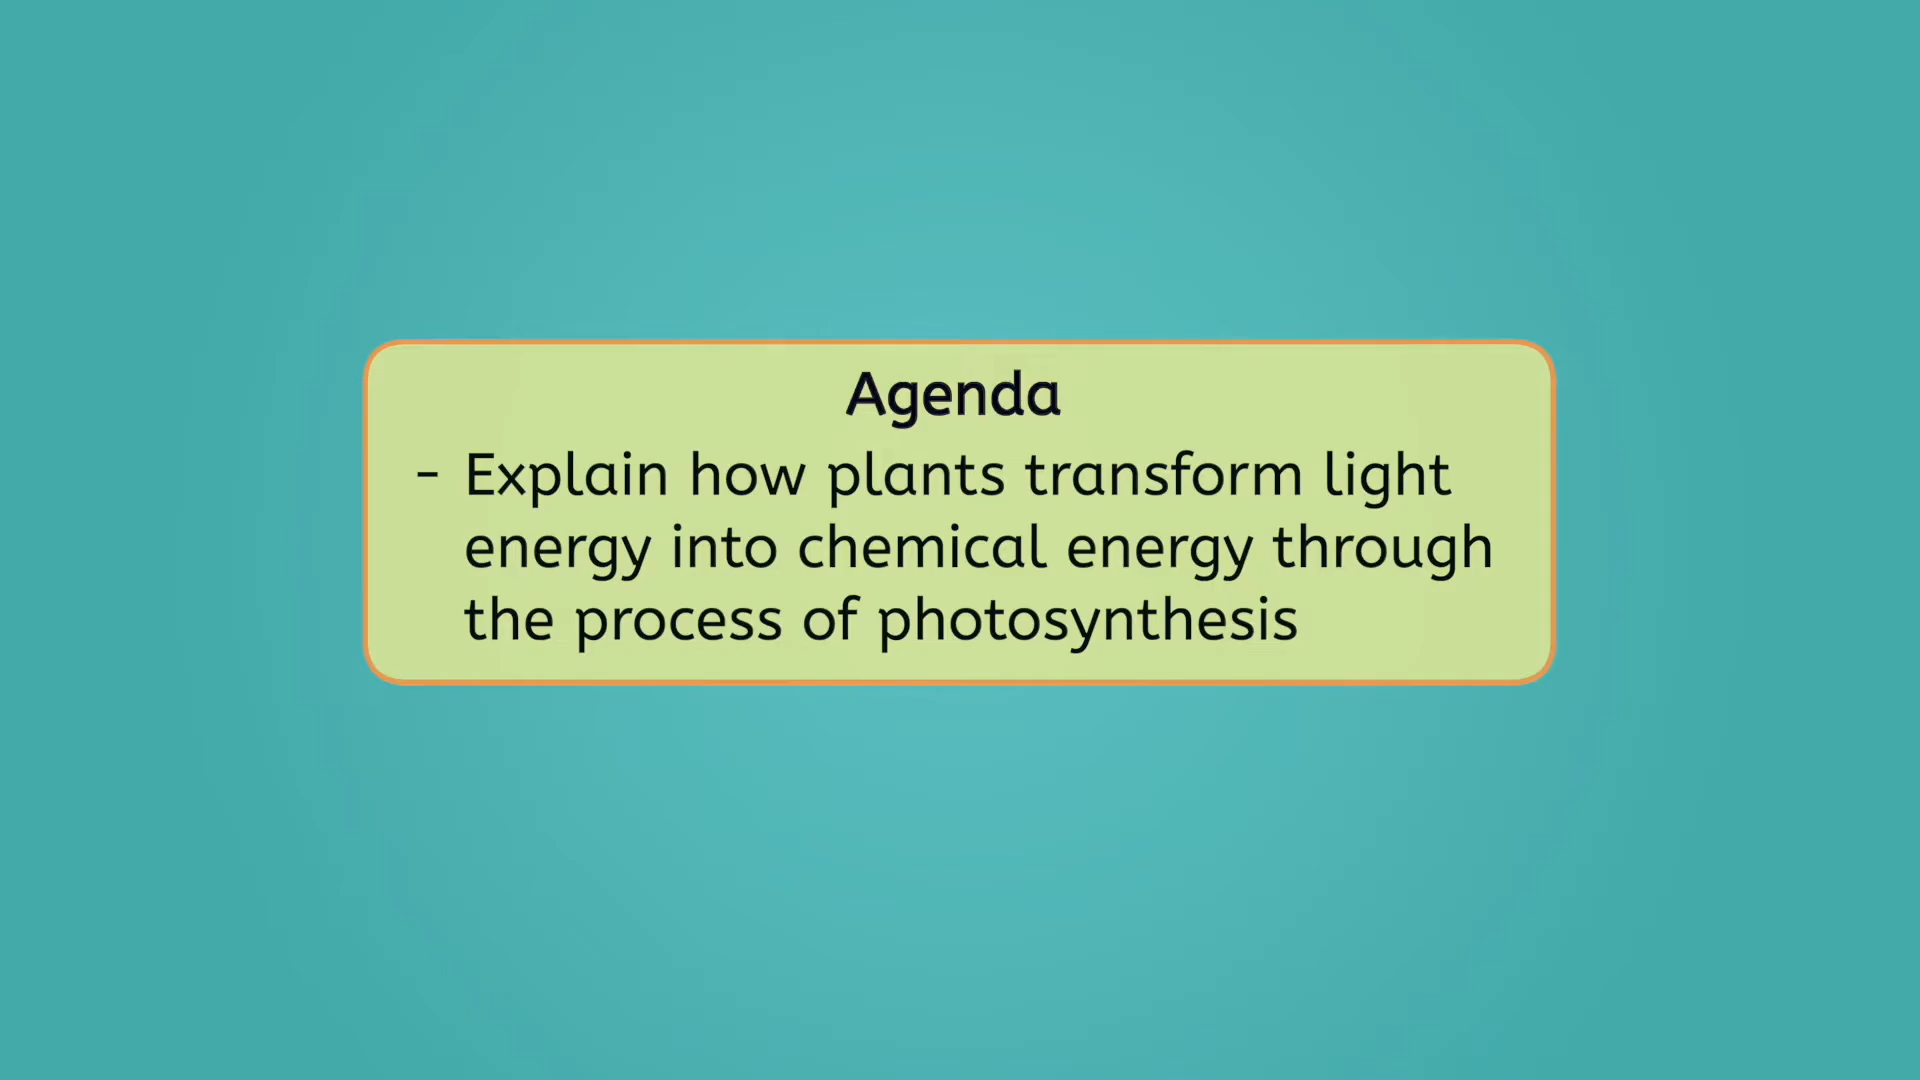 Agenda
- Explain how plants transform light
energy into chemical energy through
the process of photosynthesis